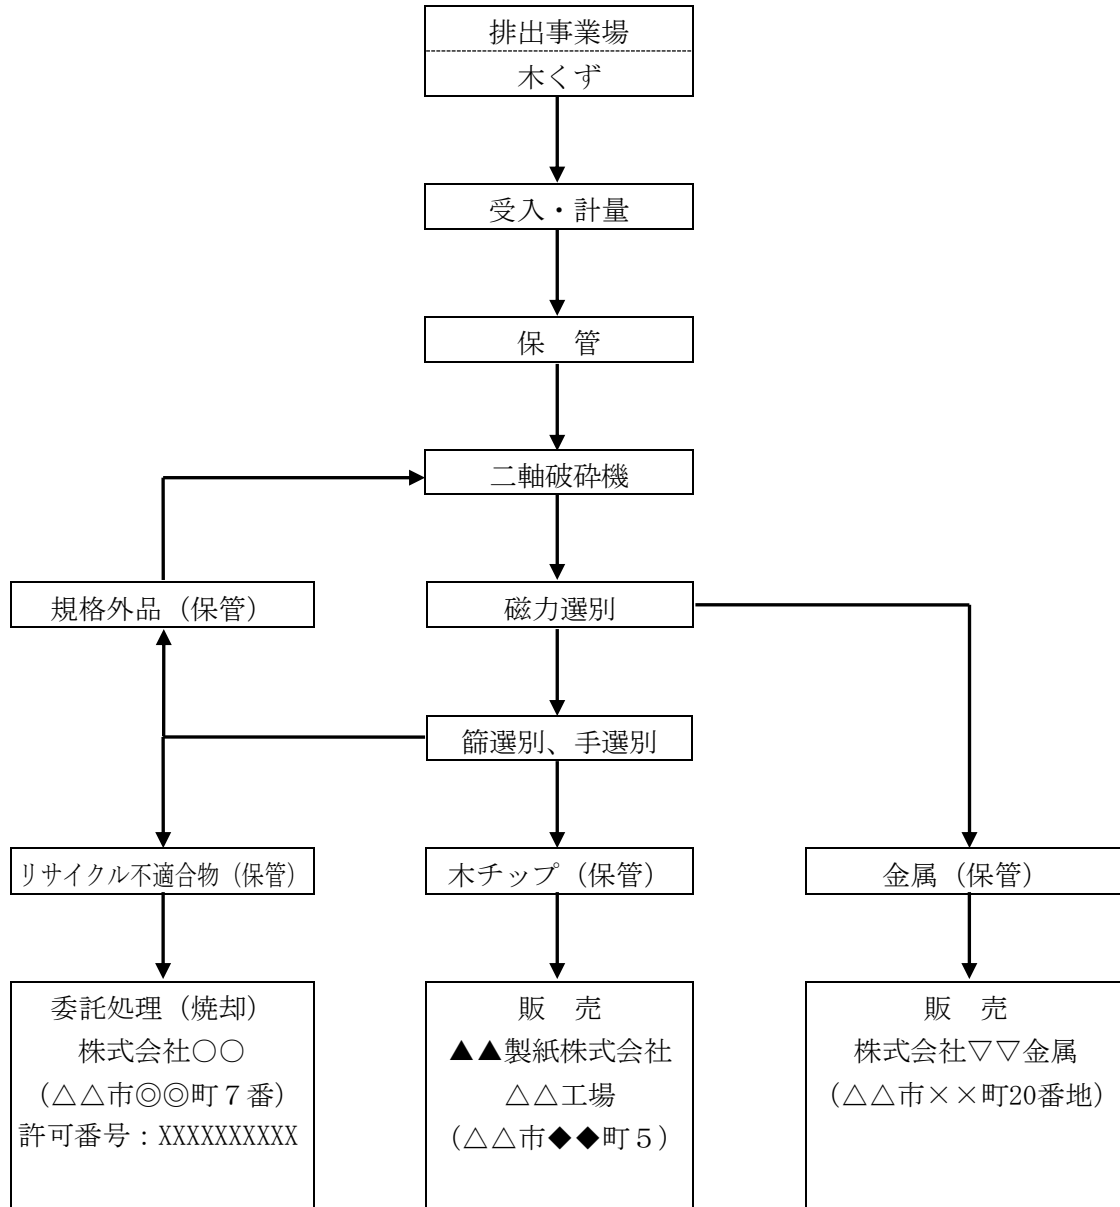 排出事業場
木くず
受入・計量
保　管
二軸破砕機
規格外品（保管）
磁力選別
篩選別、手選別
リサイクル不適合物（保管）
木チップ（保管）
金属（保管）
委託処理（焼却）
株式会社○○
（△△市◎◎町７番）
許可番号：XXXXXXXXXX
販　売
▲▲製紙株式会社
△△工場
（△△市◆◆町５）
販　売
株式会社▽▽金属
（△△市××町20番地）